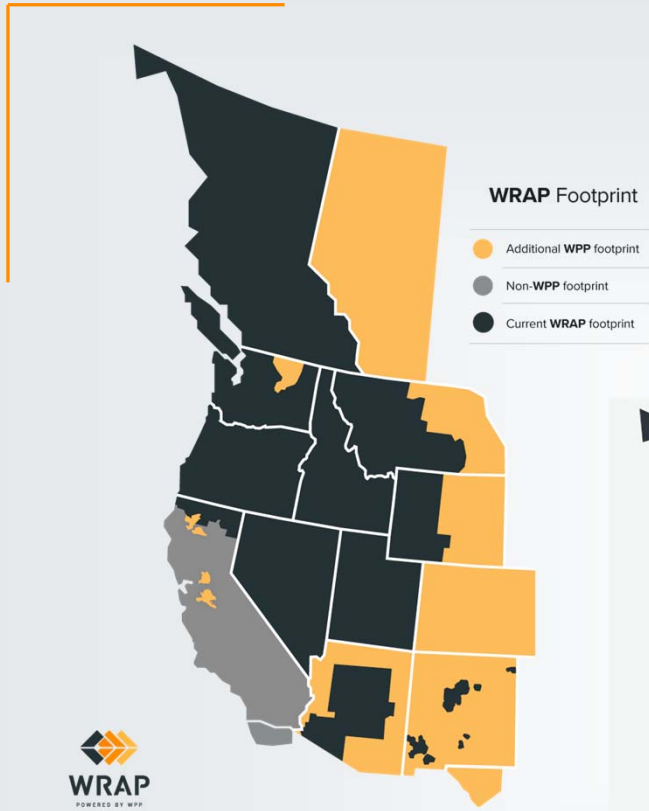 WRAP Footprint
Additional WPP footprint
Non-WPP footprint
Current WRAP footprint
WRAP
POWERED BY WPP